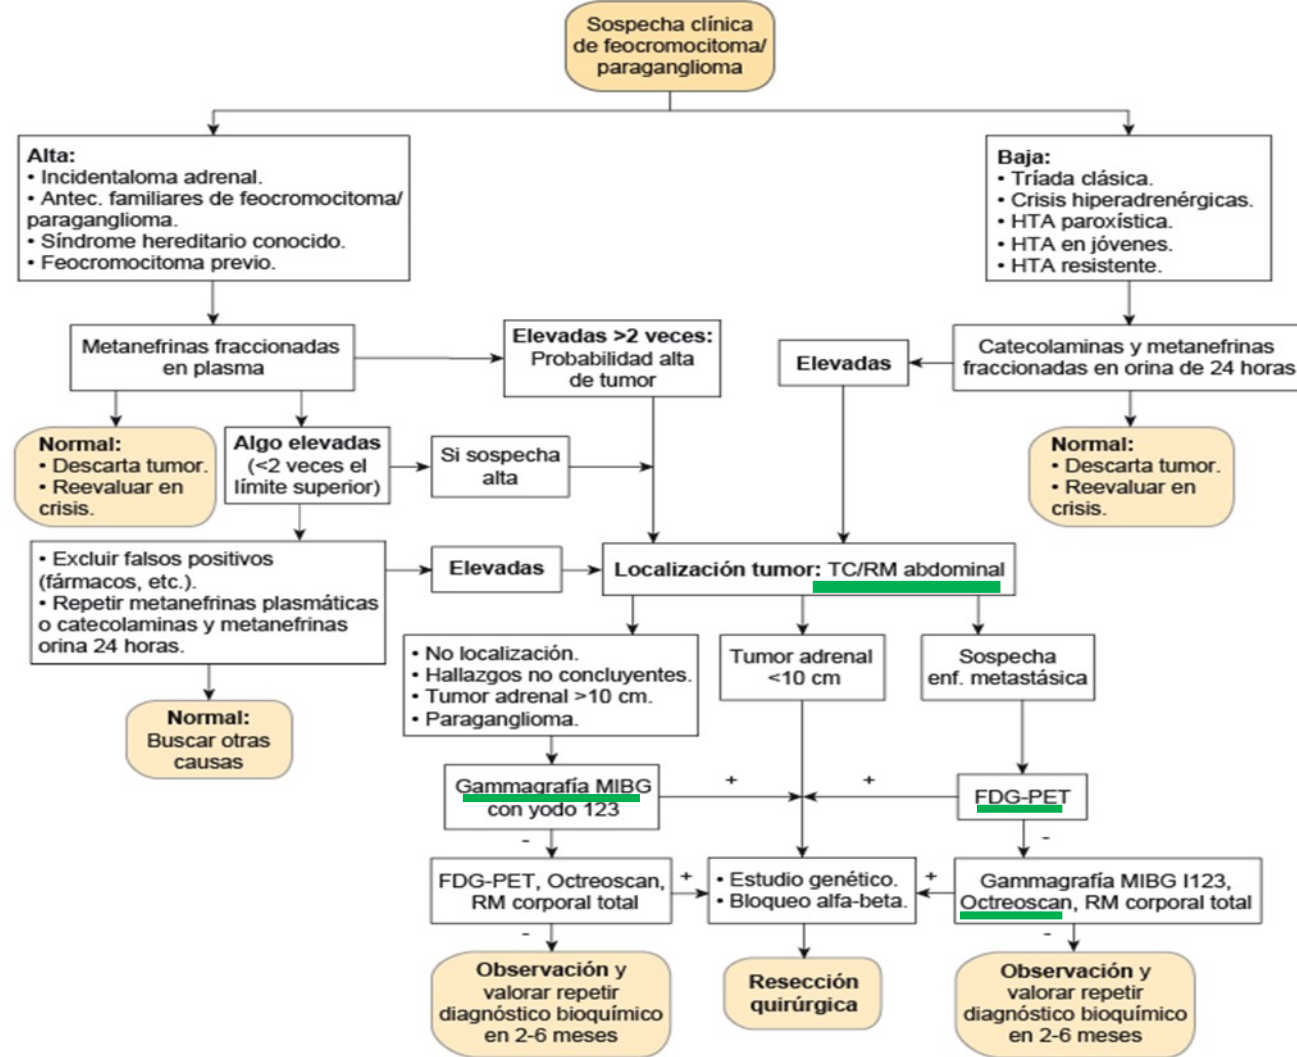 Sospecha clínica
de feocromocitoma/
paraganglioma
Alta:
• Incidentaloma adrenal.
• Antec. familiares de feocromocitoma/
paraganglioma.
• Síndrome hereditario conocido.
• Feocromocitoma previo.
Baja:
• Tríada clásica.
• Crisis hiperadrenérgicas.
• HTA paroxística.
• HTA en jóvenes.
• HTA resistente.
Metanefrinas fraccionadas
en plasma
Elevadas >2 veces:
Probabilidad alta
de tumor
Elevadas
Catecolaminas y metanefrinas
fraccionadas en orina de 24 horas
Normal:
• Descarta tumor.
• Reevaluar en
crisis.
Algo elevadas
(<2 veces el
límite superior)
Si sospecha
alta
Normal:
• Descarta tumor.
• Reevaluar en
crisis.
• Excluir falsos positivos
(fármacos, etc.).
• Repetir metanefrinas plasmáticas
o catecolaminas y metanefrinas
orina 24 horas.
Elevadas
Localización tumor: TC/RM abdominal
• No localización.
• Hallazgos no concluyentes.
• Tumor adrenal >10 cm.
• Paraganglioma.
Tumor adrenal
<10 cm
Sospecha
enf. metastásica
Normal:
Buscar otras
causas
Gammagrafía MIBG
con yodo 123
+
+
FDG-PET
-
-
FDG-PET, Octreoscan,
RM corporal total
+
• Estudio genético.
• Bloqueo alfa-beta.
+
Gammagrafía MIBG I123,
Octreoscan, RM corporal total
-
-
Observación y
valorar repetir
diagnóstico bioquímico
en 2-6 meses
Resección
quirúrgica
Observación y
valorar repetir
diagnóstico bioquímico
en 2-6 meses